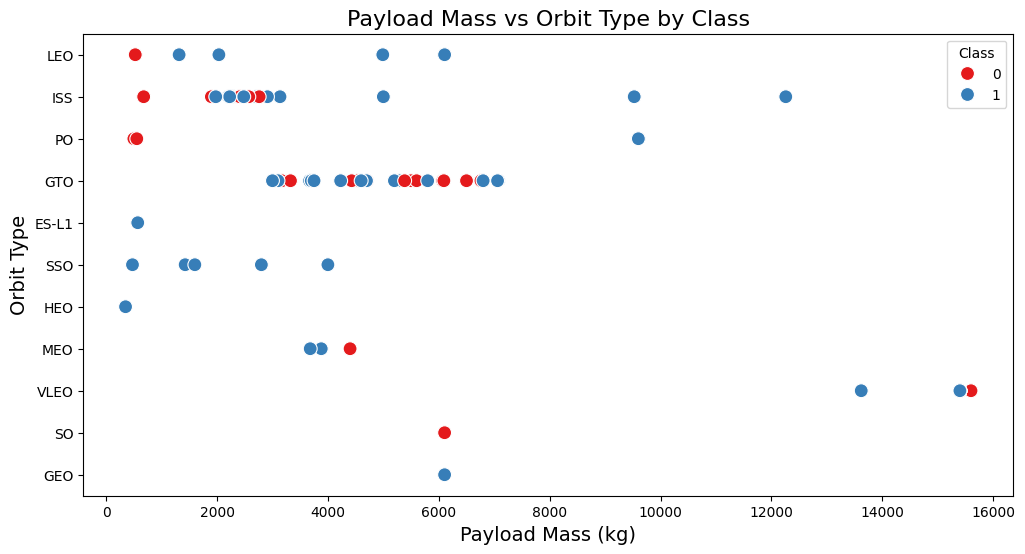 Payload Mass vs Orbit Type by Class
LEO
ISS
PO
GTO
ES-L1
SSO
HEO
MEO
VLEO
SO
GEO
Orbit Type
Class
0
1
0
2000
4000
6000
8000
10000
12000
14000
16000
Payload Mass (kg)